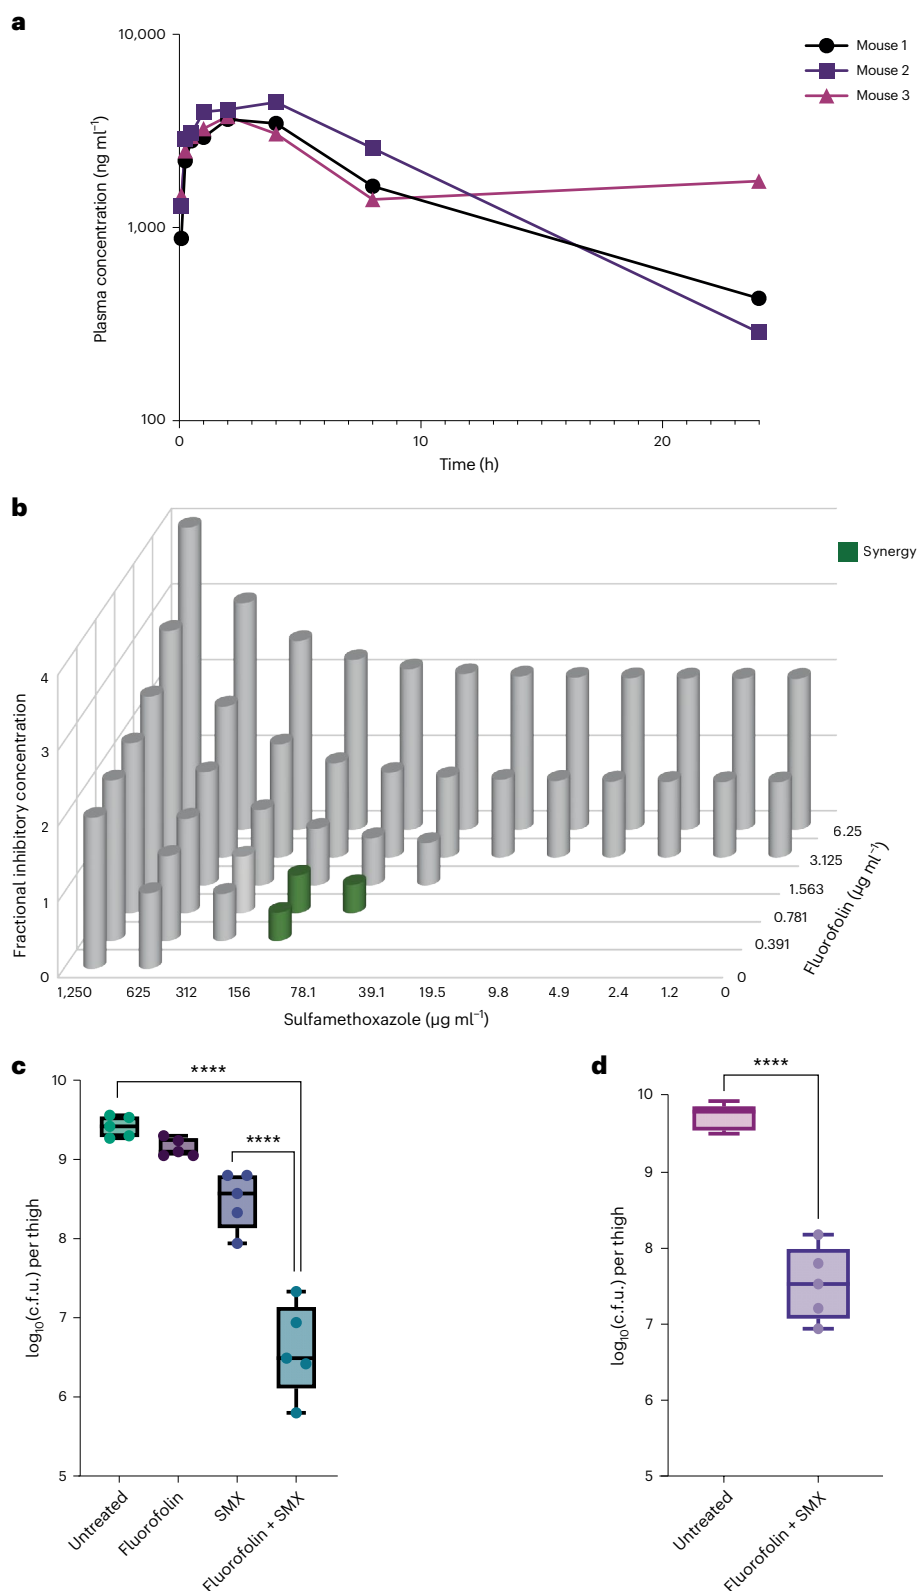 a
10,000
1,000
100
Plasma concentration (ng ml⁻¹)
0
10
20
Time (h)
Mouse 1
Mouse 2
Mouse 3
b
Synergy
4
3
2
1
0
Fractional inhibitory concentration
1,250
625
312
156
78.1
39.1
19.5
9.8
4.9
2.4
1.2
0
Sulfamethoxazole (µg ml⁻¹)
6.25
3.125
1.563
0.781
0.391
0
Fluorofolin (µg ml⁻¹)
c
****
****
10
9
8
7
6
5
log₁₀(c.f.u.) per thigh
Untreated
Fluorofolin
SMX
Fluorofolin + SMX
d
****
10
9
8
7
6
5
log₁₀(c.f.u.) per thigh
Untreated
Fluorofolin + SMX